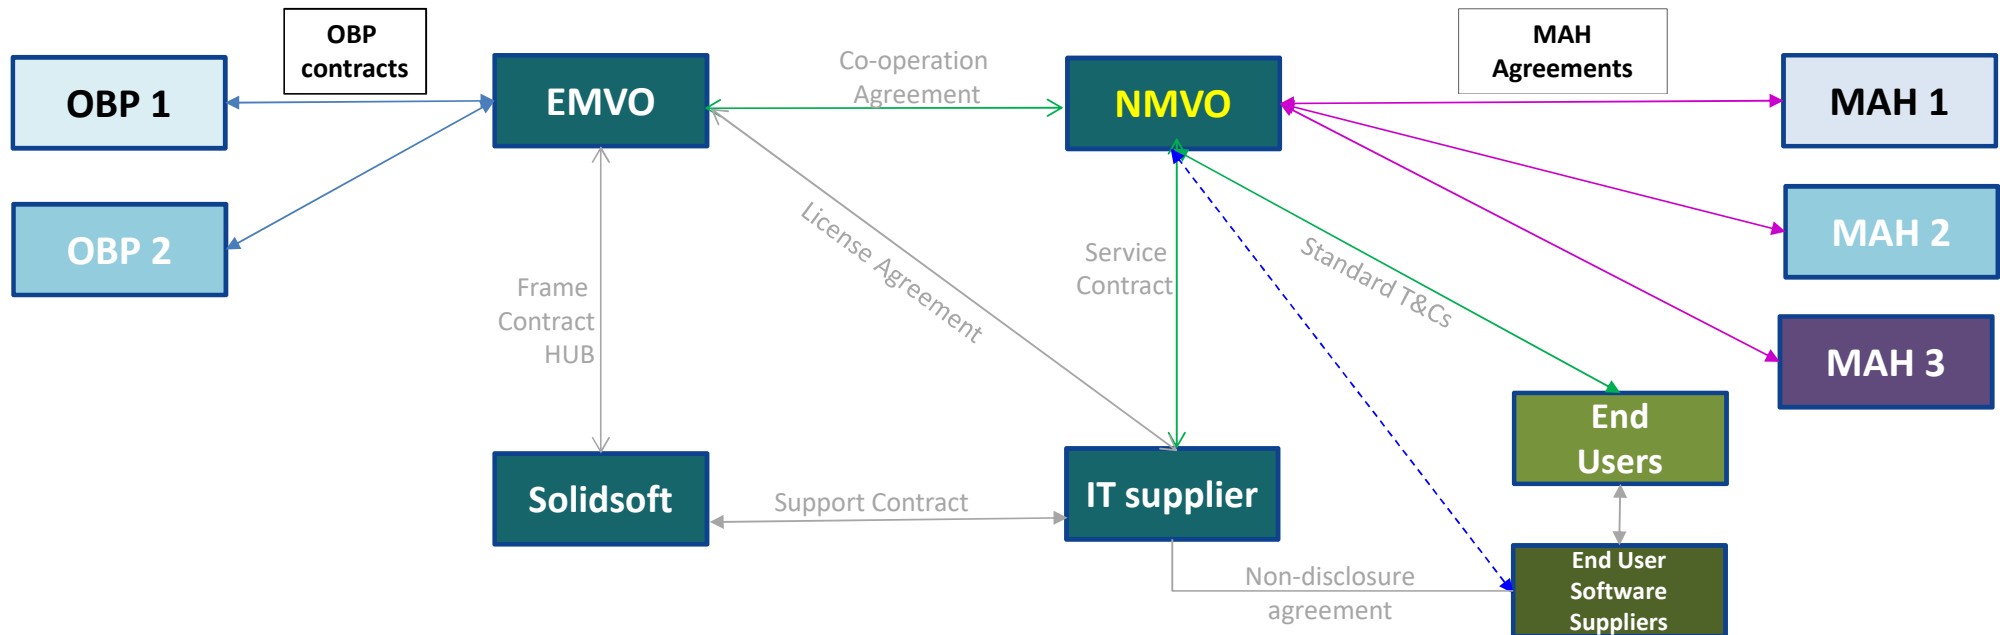 OBP
contracts
MAH
Agreements
OBP 1
EMVO
Co-operation
Agreement
NMVO
MAH 1
OBP 2
MAH 2
License Agreement
Service
Contract
Standard T&Cs
Frame
Contract
HUB
MAH 3
End
Users
Solidsoft
Support Contract
IT supplier
Non-disclosure
agreement
End User
Software
Suppliers